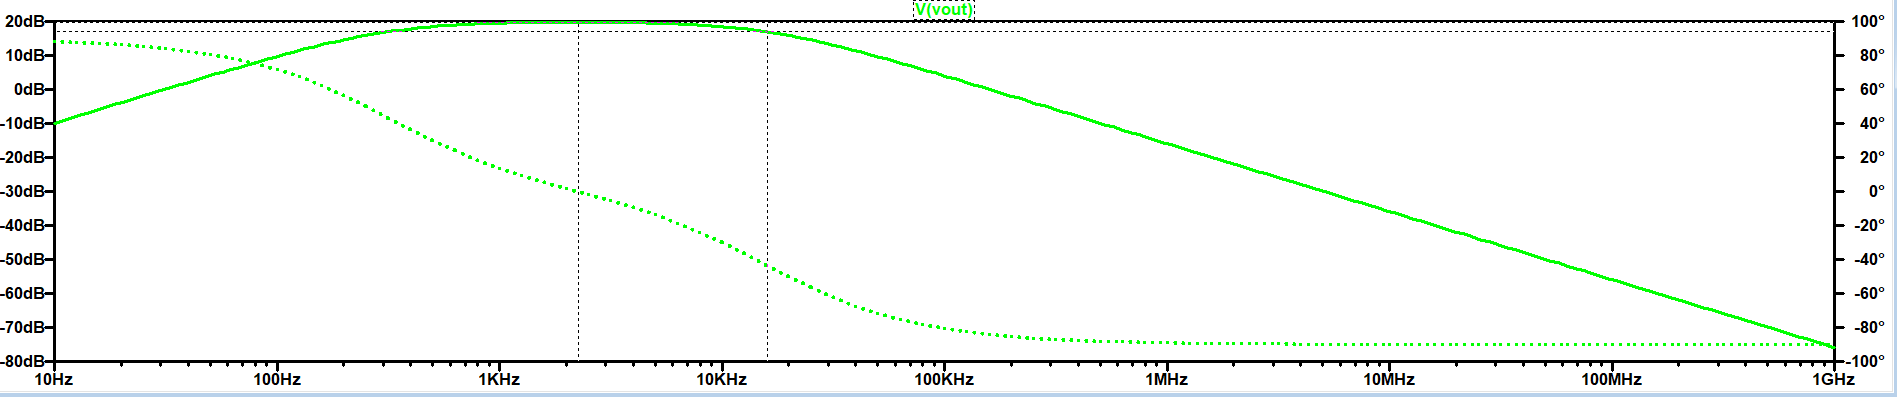 V(vout)
20dB 100°
10dB 80°
0dB 60°
-10dB 40°
-20dB 20°
-30dB 0°
-40dB -20°
-50dB -40°
-60dB -60°
-70dB -80°
-80dB -100°
10Hz 100Hz 1KHz 10KHz 100KHz 1MHz 10MHz 100MHz 1GHz